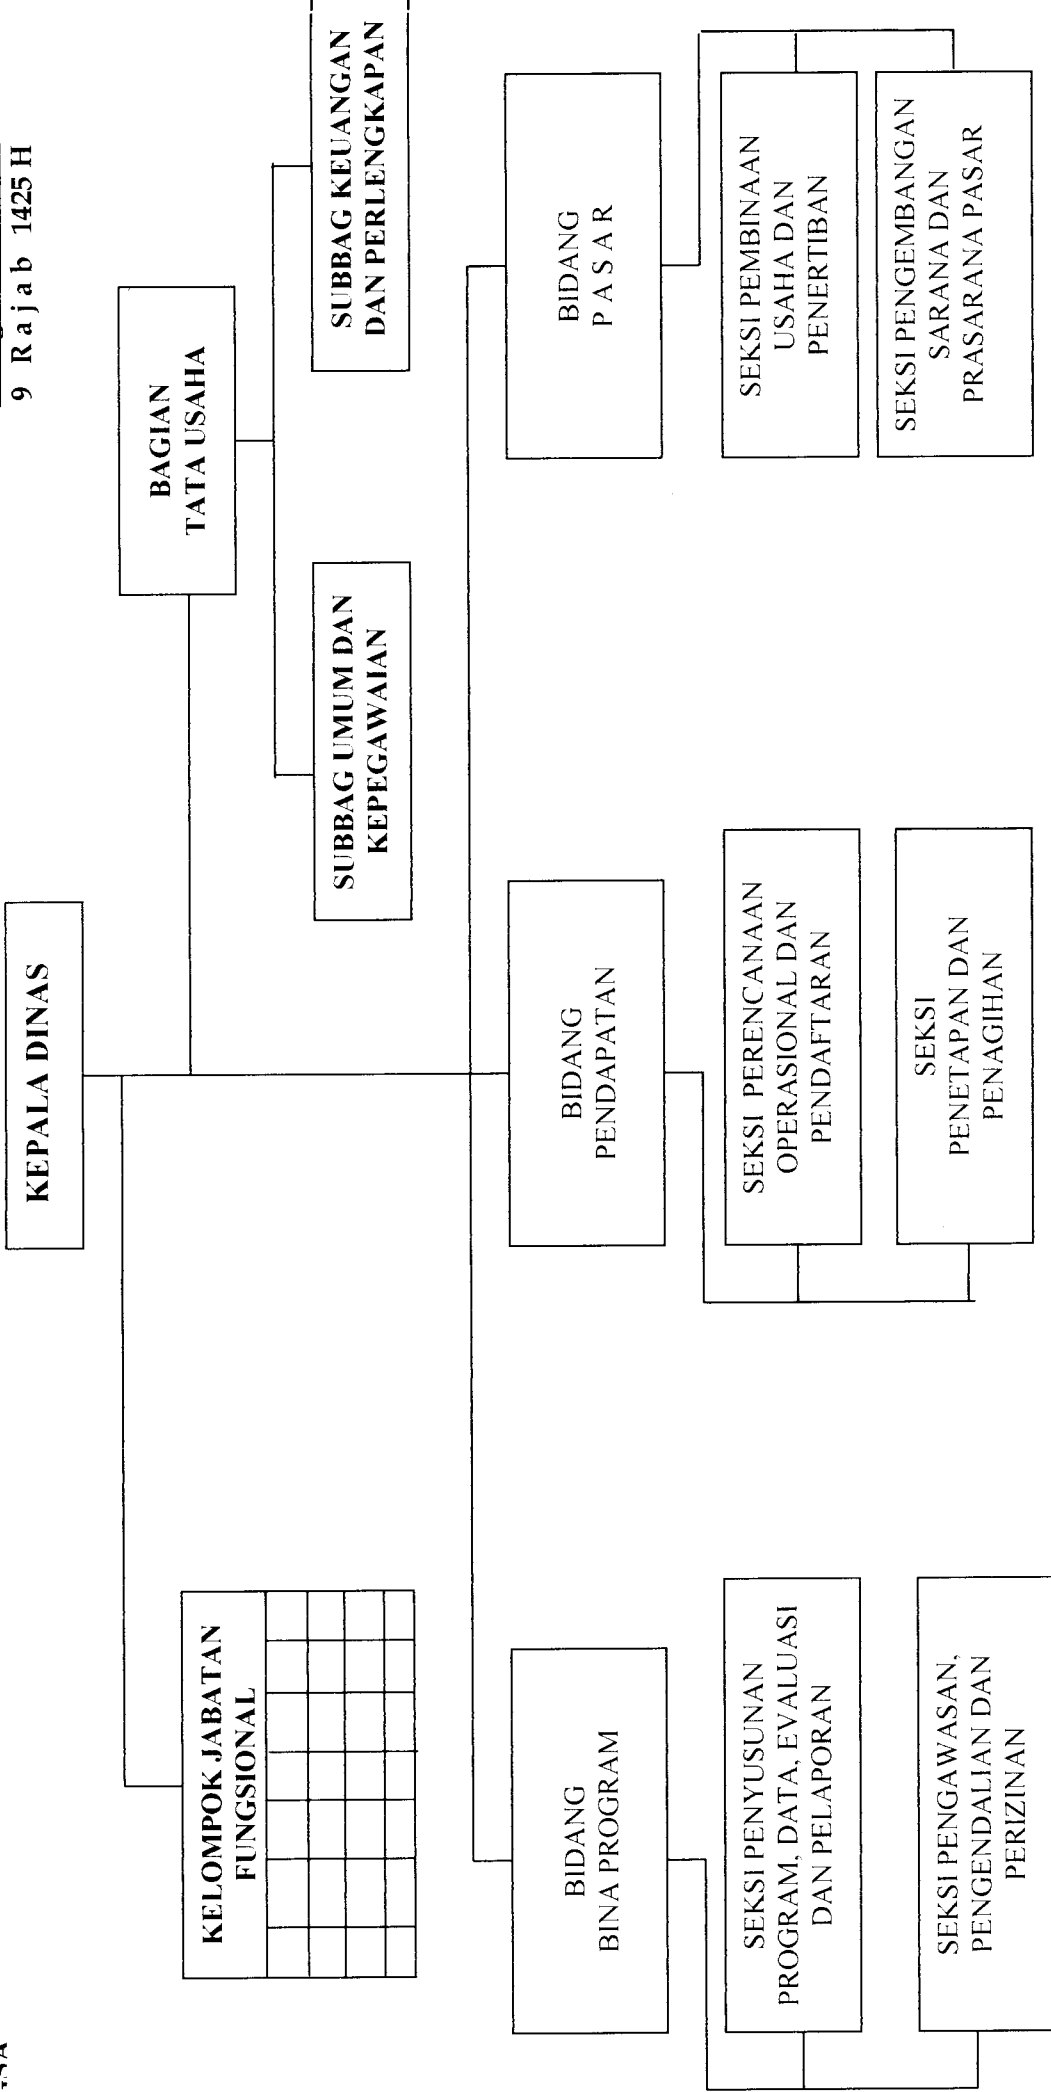 9 R a j a b 1425 H
KEPALA DINAS
BAGIAN
TATA USAHA
KELOMPOK JABATAN
FUNGSIONAL
SUBBAG UMUM DAN
KEPEGAWAIAN
SUBBAG KEUANGAN
DAN PERLENGKAPAN
BIDANG
BINA PROGRAM
BIDANG
PENDAPATAN
BIDANG
P A S A R
SEKSI PENYUSUNAN
PROGRAM, DATA, EVALUASI
DAN PELAPORAN
SEKSI PERENCANAAN
OPERASIONAL DAN
PENDAFTARAN
SEKSI PEMBINAAN
USAHA DAN
PENERTIBAN
SEKSI PENGAWASAN,
PENGENDALIAN DAN
PERIZINAN
SEKSI
PENETAPAN DAN
PENAGIHAN
SEKSI PENGEMBANGAN
SARANA DAN
PRASARANA PASAR